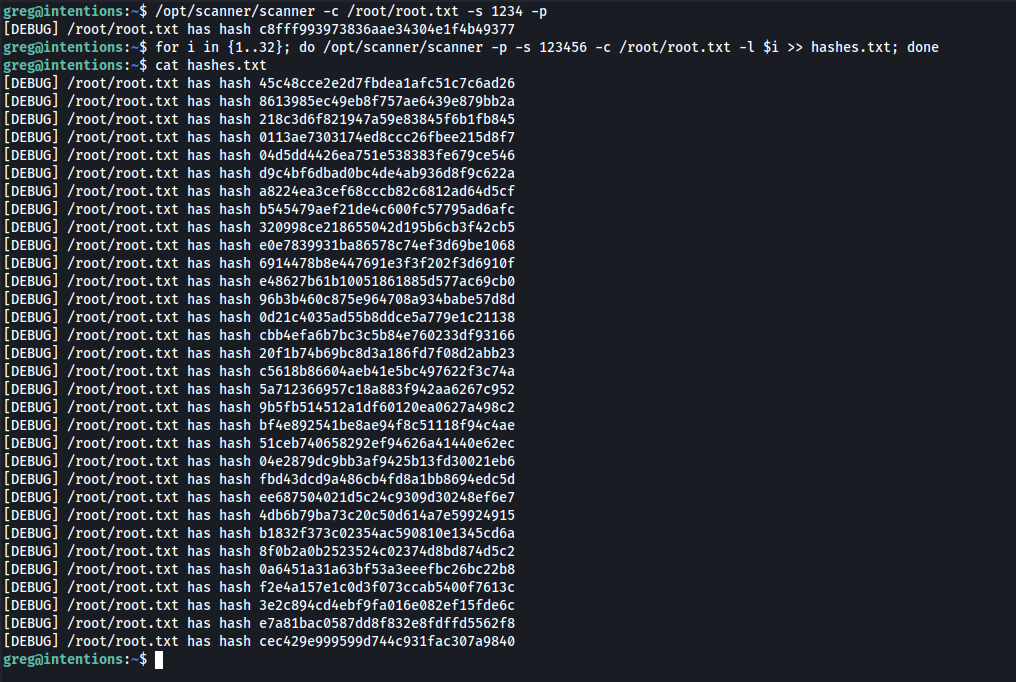 greg@intentions:~$ /opt/scanner/scanner -c /root/root.txt -s 1234 -p
[DEBUG] /root/root.txt has hash c8fff993973836aae34304e1f4b49377
greg@intentions:~$ for i in {1..32}; do /opt/scanner/scanner -p -s 123456 -c /root/root.txt -l $i >> hashes.txt; done
greg@intentions:~$ cat hashes.txt
[DEBUG] /root/root.txt has hash 45c48cce2e2d7fbdea1afc51c7c6ad26
[DEBUG] /root/root.txt has hash 8613985ec49eb8f757ae6439e879bb2a
[DEBUG] /root/root.txt has hash 218c3d6f821947a59e83845f6b1fb845
[DEBUG] /root/root.txt has hash 0113ae7303174ed8ccc26fbee215d8f7
[DEBUG] /root/root.txt has hash 04d5dd4426ea751e538383fe679ce546
[DEBUG] /root/root.txt has hash d9c4bf6dbad0bc4de4ab936d8f9c622a
[DEBUG] /root/root.txt has hash a8224ea3cef68cccb82c6812ad64d5cf
[DEBUG] /root/root.txt has hash b545479aef21de4c600fc57795ad6afc
[DEBUG] /root/root.txt has hash 320998ce218655042d195b6cb3f42cb5
[DEBUG] /root/root.txt has hash e0e7839931ba86578c74ef3d69be1068
[DEBUG] /root/root.txt has hash 6914478b8e447691e3f3f202f3d6910f
[DEBUG] /root/root.txt has hash e48627b61b10051861885d577ac69cb0
[DEBUG] /root/root.txt has hash 96b3b460c875e964708a934babe57d8d
[DEBUG] /root/root.txt has hash 0d21c4035ad55b8ddce5a779e1c21138
[DEBUG] /root/root.txt has hash cbb4efa6b7bc3c5b84e760233df93166
[DEBUG] /root/root.txt has hash 20f1b74b69bc8d3a186fd7f08d2abb23
[DEBUG] /root/root.txt has hash c5618b86604aeb41e5bc497622f3c74a
[DEBUG] /root/root.txt has hash 5a712366957c18a883f942aa6267c952
[DEBUG] /root/root.txt has hash 9b5fb514512a1df60120ea0627a498c2
[DEBUG] /root/root.txt has hash bf4e892541be8ae94f8c51118f94c4ae
[DEBUG] /root/root.txt has hash 51ceb740658292ef94626a41440e62ec
[DEBUG] /root/root.txt has hash 04e2879dc9bb3af9425b13fd30021eb6
[DEBUG] /root/root.txt has hash fbd43dcd9a486cb4fd8a1bb8694edc5d
[DEBUG] /root/root.txt has hash ee687504021d5c24c9309d30248ef6e7
[DEBUG] /root/root.txt has hash 4db6b79ba73c20c50d614a7e59924915
[DEBUG] /root/root.txt has hash b1832f373c02354ac590810e1345cd6a
[DEBUG] /root/root.txt has hash 8f0b2a0b2523524c02374d8bd874d5c2
[DEBUG] /root/root.txt has hash 0a6451a31a63bf53a3eeefbc26bc22b8
[DEBUG] /root/root.txt has hash f2e4a157e1c0d3f073ccab5400f7613c
[DEBUG] /root/root.txt has hash 3e2c894cd4ebf9fa016e082ef15fde6c
[DEBUG] /root/root.txt has hash e7a81bac0587dd8f832e8fdffd5562f8
[DEBUG] /root/root.txt has hash cec429e999599d744c931fac307a9840
greg@intentions:~$